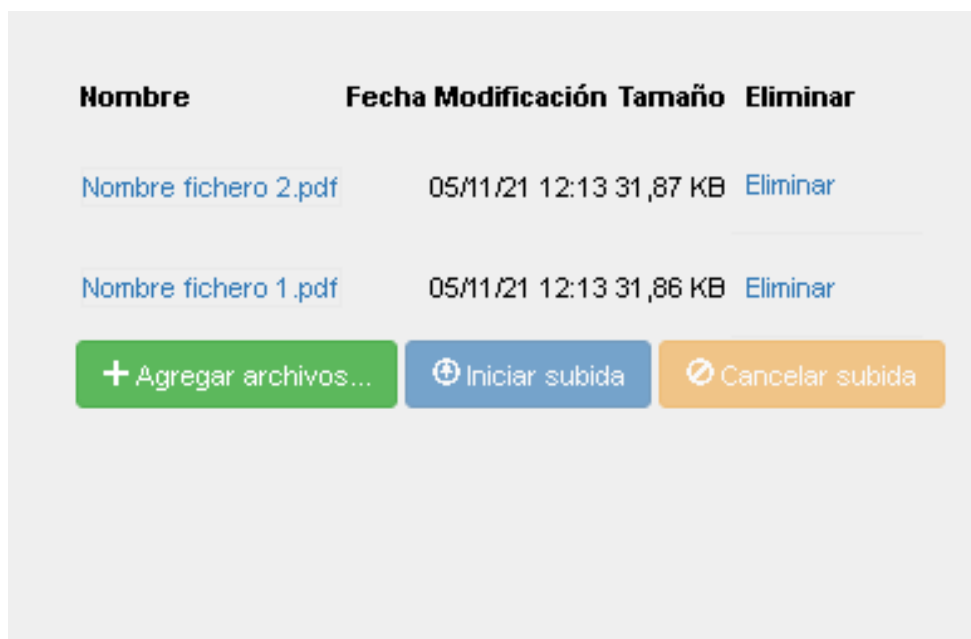 Nombre Fecha Modificación Tamaño Eliminar
Nombre fichero 2.pdf 05/11/21 12:13 31,87 KB Eliminar
Nombre fichero 1.pdf 05/11/21 12:13 31,86 KB Eliminar
Agregar archivos... Iniciar subida Cancelar subida